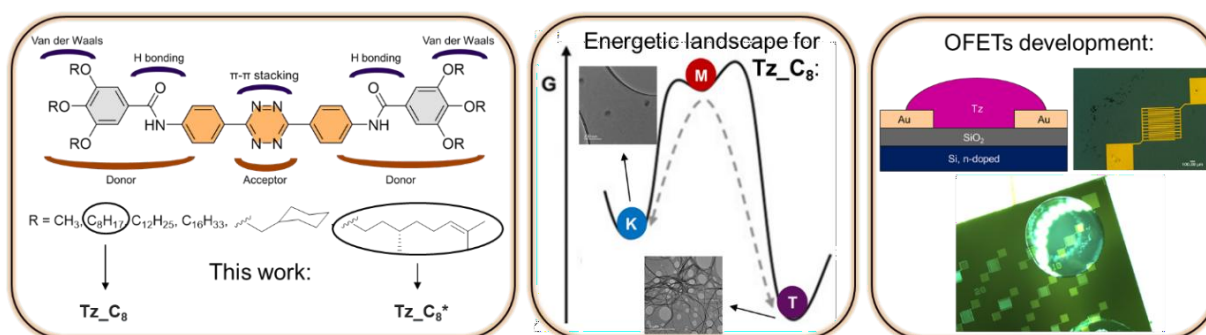 Van der Waals
H bonding
π-π stacking
H bonding
Van der Waals
OR
RO
OR
O
NH
N N
N N
HN
O
OR
OR
OR
Donor
Acceptor
Donor
R = CH3, C8H17, C12H25, C16H33,
This work:
Tz_C8
Tz_C8*
Energetic landscape for
Tz_C8:
G
M
K
T
OFETs development:
Tz
Au
Au
SiO2
Si, n-doped